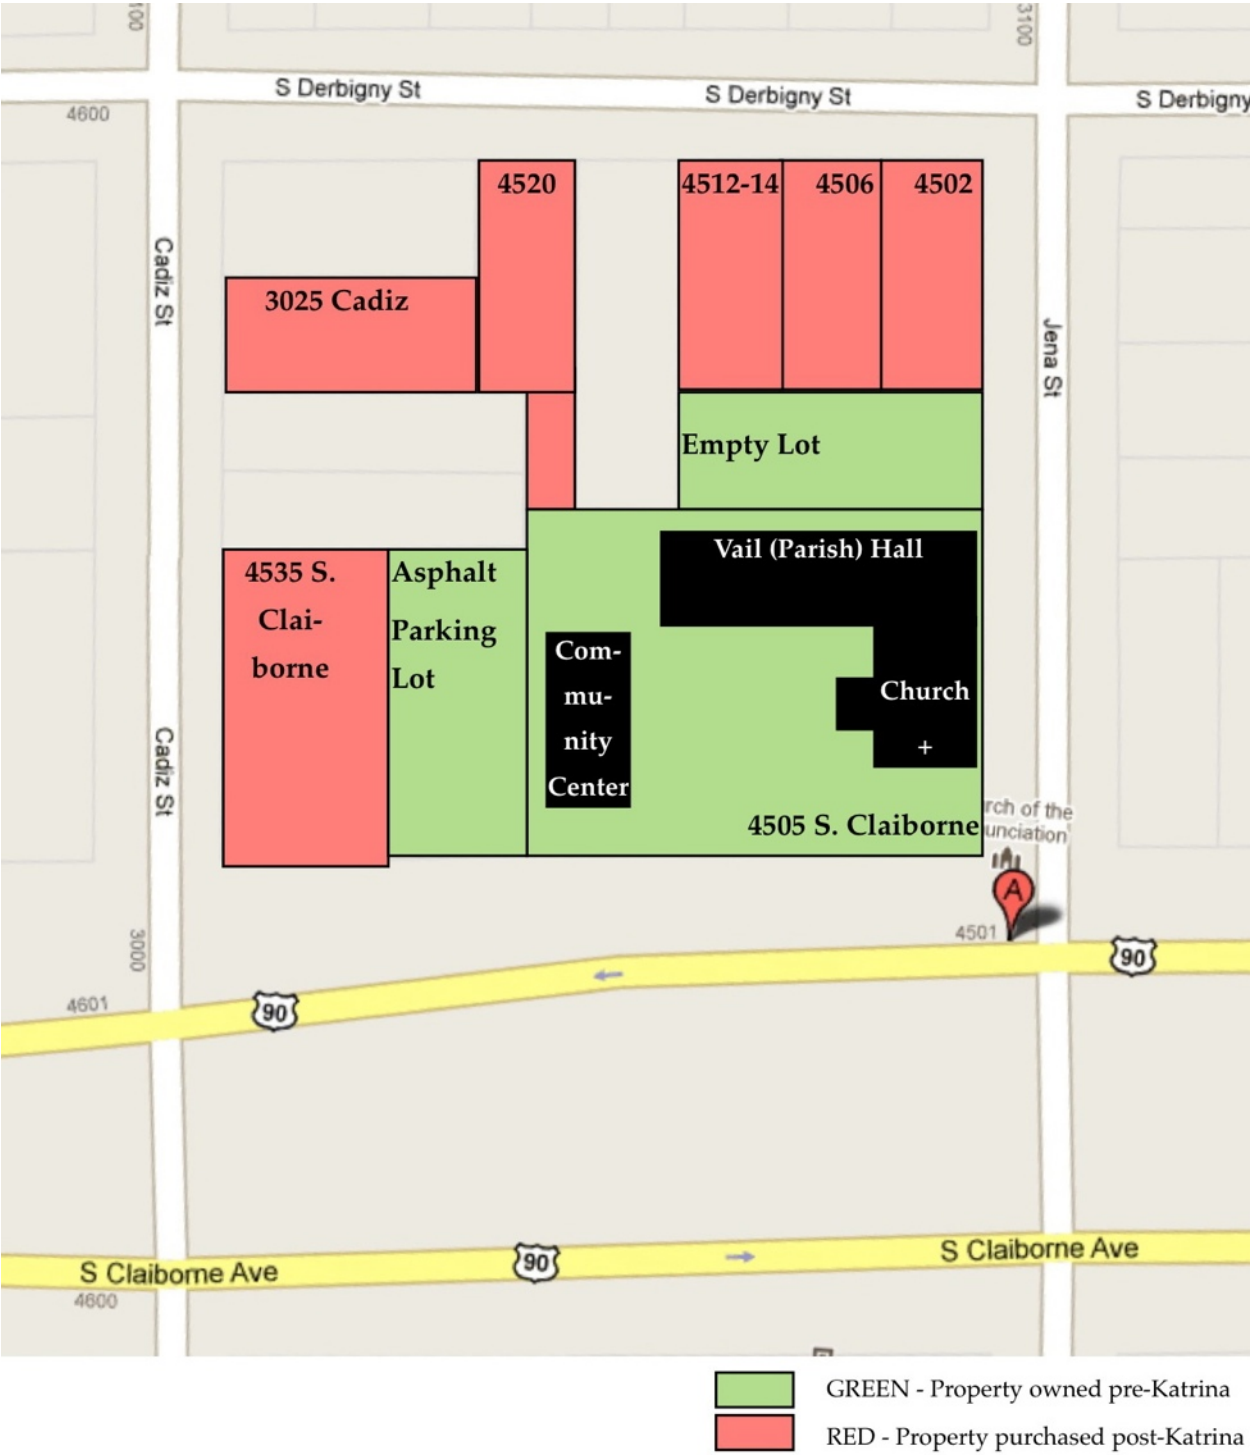 100
3100
S Derbigny St
S Derbigny St
S Derbigny
4600
4520
4512-14
4506
4502
Cadiz St
3025 Cadiz
Jena St
Empty Lot
Vail (Parish) Hall
4535 S.
Clai-
borne
Asphalt
Parking
Lot
Com-
mu-
nity
Center
Church
+
Cadiz St
4505 S. Claiborne
rch of the
unciation
A
4501
3000
90
4601
90
S Claiborne Ave
90
S Claiborne Ave
4600
GREEN - Property owned pre-Katrina
RED - Property purchased post-Katrina